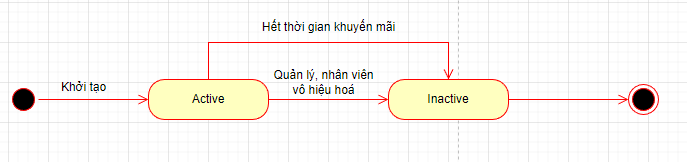 Hết thời gian khuyến mãi
Khởi tạo
Active
Quản lý, nhân viên
vô hiệu hoá
Inactive